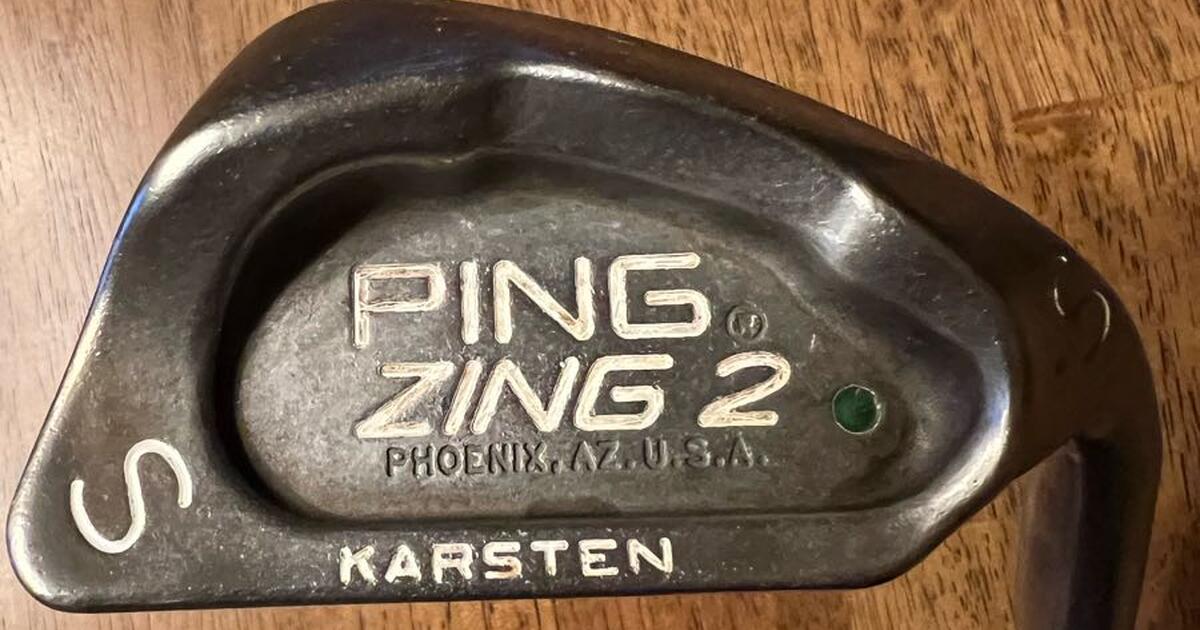 PING®
ZING 2
PHOENIX, AZ. U.S.A.
KARSTEN
S
S